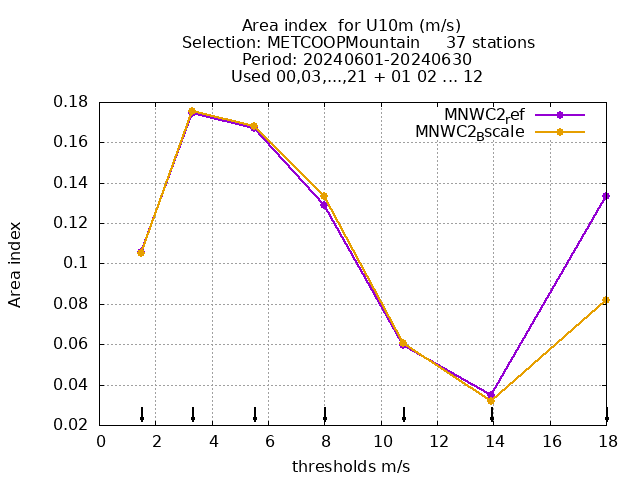 Area index  for U10m (m/s)
Selection: METCOOPMountain     37 stations
Period: 20240601-20240630
Used 00,03,...,21 + 01 02 ... 12
MNWC2ref
MNWC2Bscale
0.18
0.16
0.14
0.12
0.1
0.08
0.06
0.04
0.02
Area index
0 2 4 6 8 10 12 14 16 18
thresholds m/s